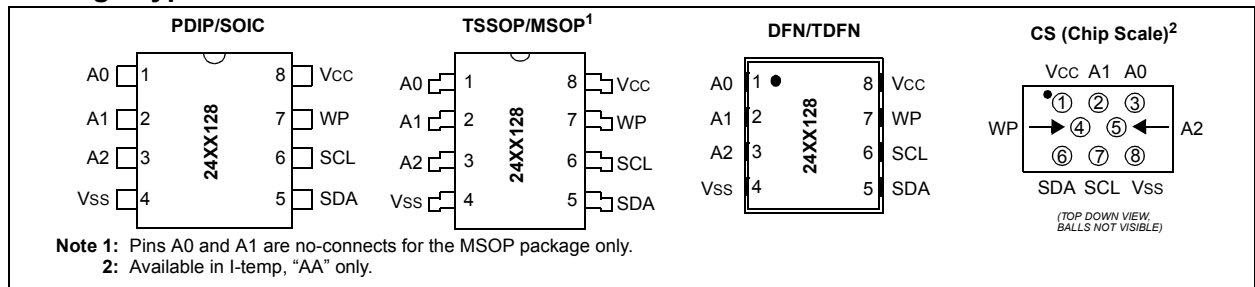 PDIP/SOIC
A0 1 8 VCC
A1 2 7 WP
A2 3 6 SCL
VSS 4 5 SDA
24XX128
TSSOP/MSOP1
A0 1 8 VCC
A1 2 7 WP
A2 3 6 SCL
VSS 4 5 SDA
24XX128
DFN/TDFN
A0 1 8 VCC
A1 2 7 WP
A2 3 6 SCL
VSS 4 5 SDA
24XX128
CS (Chip Scale)2
VCC A1 A0
1 2 3
WP 4 5 A2
6 7 8
SDA SCL VSS
(TOP DOWN VIEW,
BALLS NOT VISIBLE)
Note 1: Pins A0 and A1 are no-connects for the MSOP package only.
2: Available in I-temp, “AA” only.